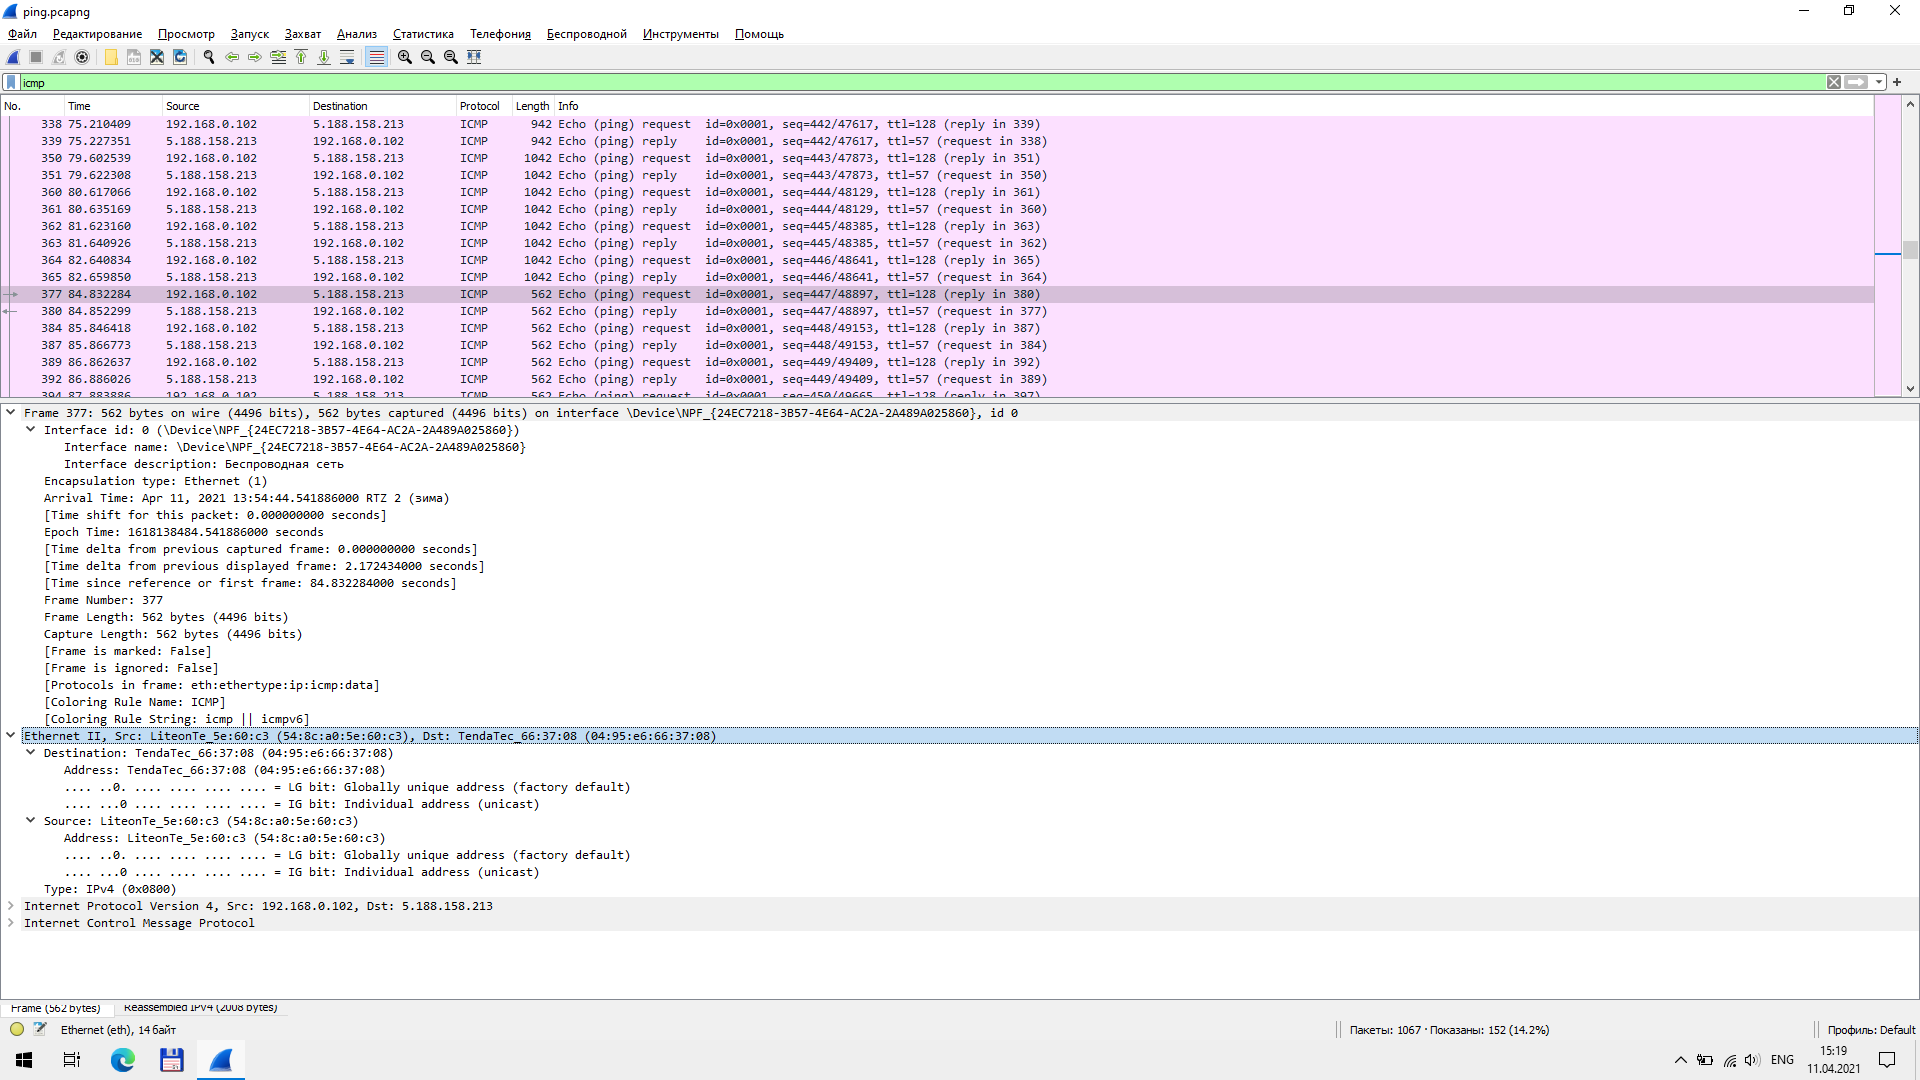 ping.pcapng
Файл Редактирование Просмотр Запуск Захват Анализ Статистика Телефония Беспроводной Инструменты Помощь
icmp
No. Time Source Destination Protocol Length Info
338 75.210409 192.168.0.102 5.188.158.213 ICMP 942 Echo (ping) request id=0x0001, seq=442/47617, ttl=128 (reply in 339)
339 75.227351 5.188.158.213 192.168.0.102 ICMP 942 Echo (ping) reply id=0x0001, seq=442/47617, ttl=57 (request in 338)
350 79.602539 192.168.0.102 5.188.158.213 ICMP 1042 Echo (ping) request id=0x0001, seq=443/47873, ttl=128 (reply in 351)
351 79.622308 5.188.158.213 192.168.0.102 ICMP 1042 Echo (ping) reply id=0x0001, seq=443/47873, ttl=57 (request in 350)
360 80.617066 192.168.0.102 5.188.158.213 ICMP 1042 Echo (ping) request id=0x0001, seq=444/48129, ttl=128 (reply in 361)
361 80.635169 5.188.158.213 192.168.0.102 ICMP 1042 Echo (ping) reply id=0x0001, seq=444/48129, ttl=57 (request in 360)
362 81.623160 192.168.0.102 5.188.158.213 ICMP 1042 Echo (ping) request id=0x0001, seq=445/48385, ttl=128 (reply in 363)
363 81.640926 5.188.158.213 192.168.0.102 ICMP 1042 Echo (ping) reply id=0x0001, seq=445/48385, ttl=57 (request in 362)
364 82.640834 192.168.0.102 5.188.158.213 ICMP 1042 Echo (ping) request id=0x0001, seq=446/48641, ttl=128 (reply in 365)
365 82.659850 5.188.158.213 192.168.0.102 ICMP 1042 Echo (ping) reply id=0x0001, seq=446/48641, ttl=57 (request in 364)
377 84.832284 192.168.0.102 5.188.158.213 ICMP 562 Echo (ping) request id=0x0001, seq=447/48897, ttl=128 (reply in 380)
380 84.852299 5.188.158.213 192.168.0.102 ICMP 562 Echo (ping) reply id=0x0001, seq=447/48897, ttl=57 (request in 377)
384 85.846418 192.168.0.102 5.188.158.213 ICMP 562 Echo (ping) request id=0x0001, seq=448/49153, ttl=128 (reply in 387)
387 85.866773 5.188.158.213 192.168.0.102 ICMP 562 Echo (ping) reply id=0x0001, seq=448/49153, ttl=57 (request in 384)
389 86.862637 192.168.0.102 5.188.158.213 ICMP 562 Echo (ping) request id=0x0001, seq=449/49409, ttl=128 (reply in 392)
392 86.886026 5.188.158.213 192.168.0.102 ICMP 562 Echo (ping) reply id=0x0001, seq=449/49409, ttl=57 (request in 389)
394 87.883886 192.168.0.102 5.188.158.213 ICMP 562 Echo (ping) request id=0x0001, seq=450/49665, ttl=128 (reply in 397)
Frame 377: 562 bytes on wire (4496 bits), 562 bytes captured (4496 bits) on interface \Device\NPF_{24EC7218-3B57-4E64-AC2A-2A489A025860}, id 0
Interface id: 0 (\Device\NPF_{24EC7218-3B57-4E64-AC2A-2A489A025860})
Interface name: \Device\NPF_{24EC7218-3B57-4E64-AC2A-2A489A025860}
Interface description: Беспроводная сеть
Encapsulation type: Ethernet (1)
Arrival Time: Apr 11, 2021 13:54:44.541886000 RTZ 2 (зима)
[Time shift for this packet: 0.000000000 seconds]
Epoch Time: 1618138484.541886000 seconds
[Time delta from previous captured frame: 0.000000000 seconds]
[Time delta from previous displayed frame: 2.172434000 seconds]
[Time since reference or first frame: 84.832284000 seconds]
Frame Number: 377
Frame Length: 562 bytes (4496 bits)
Capture Length: 562 bytes (4496 bits)
[Frame is marked: False]
[Frame is ignored: False]
[Protocols in frame: eth:ethertype:ip:icmp:data]
[Coloring Rule Name: ICMP]
[Coloring Rule String: icmp || icmpv6]
Ethernet II, Src: LiteonTe_5e:60:c3 (54:8c:a0:5e:60:c3), Dst: TendaTec_66:37:08 (04:95:e6:66:37:08)
Destination: TendaTec_66:37:08 (04:95:e6:66:37:08)
Address: TendaTec_66:37:08 (04:95:e6:66:37:08)
.... ..0. .... .... .... .... = LG bit: Globally unique address (factory default)
.... ...0 .... .... .... .... = IG bit: Individual address (unicast)
Source: LiteonTe_5e:60:c3 (54:8c:a0:5e:60:c3)
Address: LiteonTe_5e:60:c3 (54:8c:a0:5e:60:c3)
.... ..0. .... .... .... .... = LG bit: Globally unique address (factory default)
.... ...0 .... .... .... .... = IG bit: Individual address (unicast)
Type: IPv4 (0x0800)
Internet Protocol Version 4, Src: 192.168.0.102, Dst: 5.188.158.213
Internet Control Message Protocol
Frame (562 bytes) Reassembled IPv4 (2008 bytes)
Ethernet (eth), 14 байт Пакеты: 1067 · Показаны: 152 (14.2%) Профиль: Default
ENG 15:19
11.04.2021